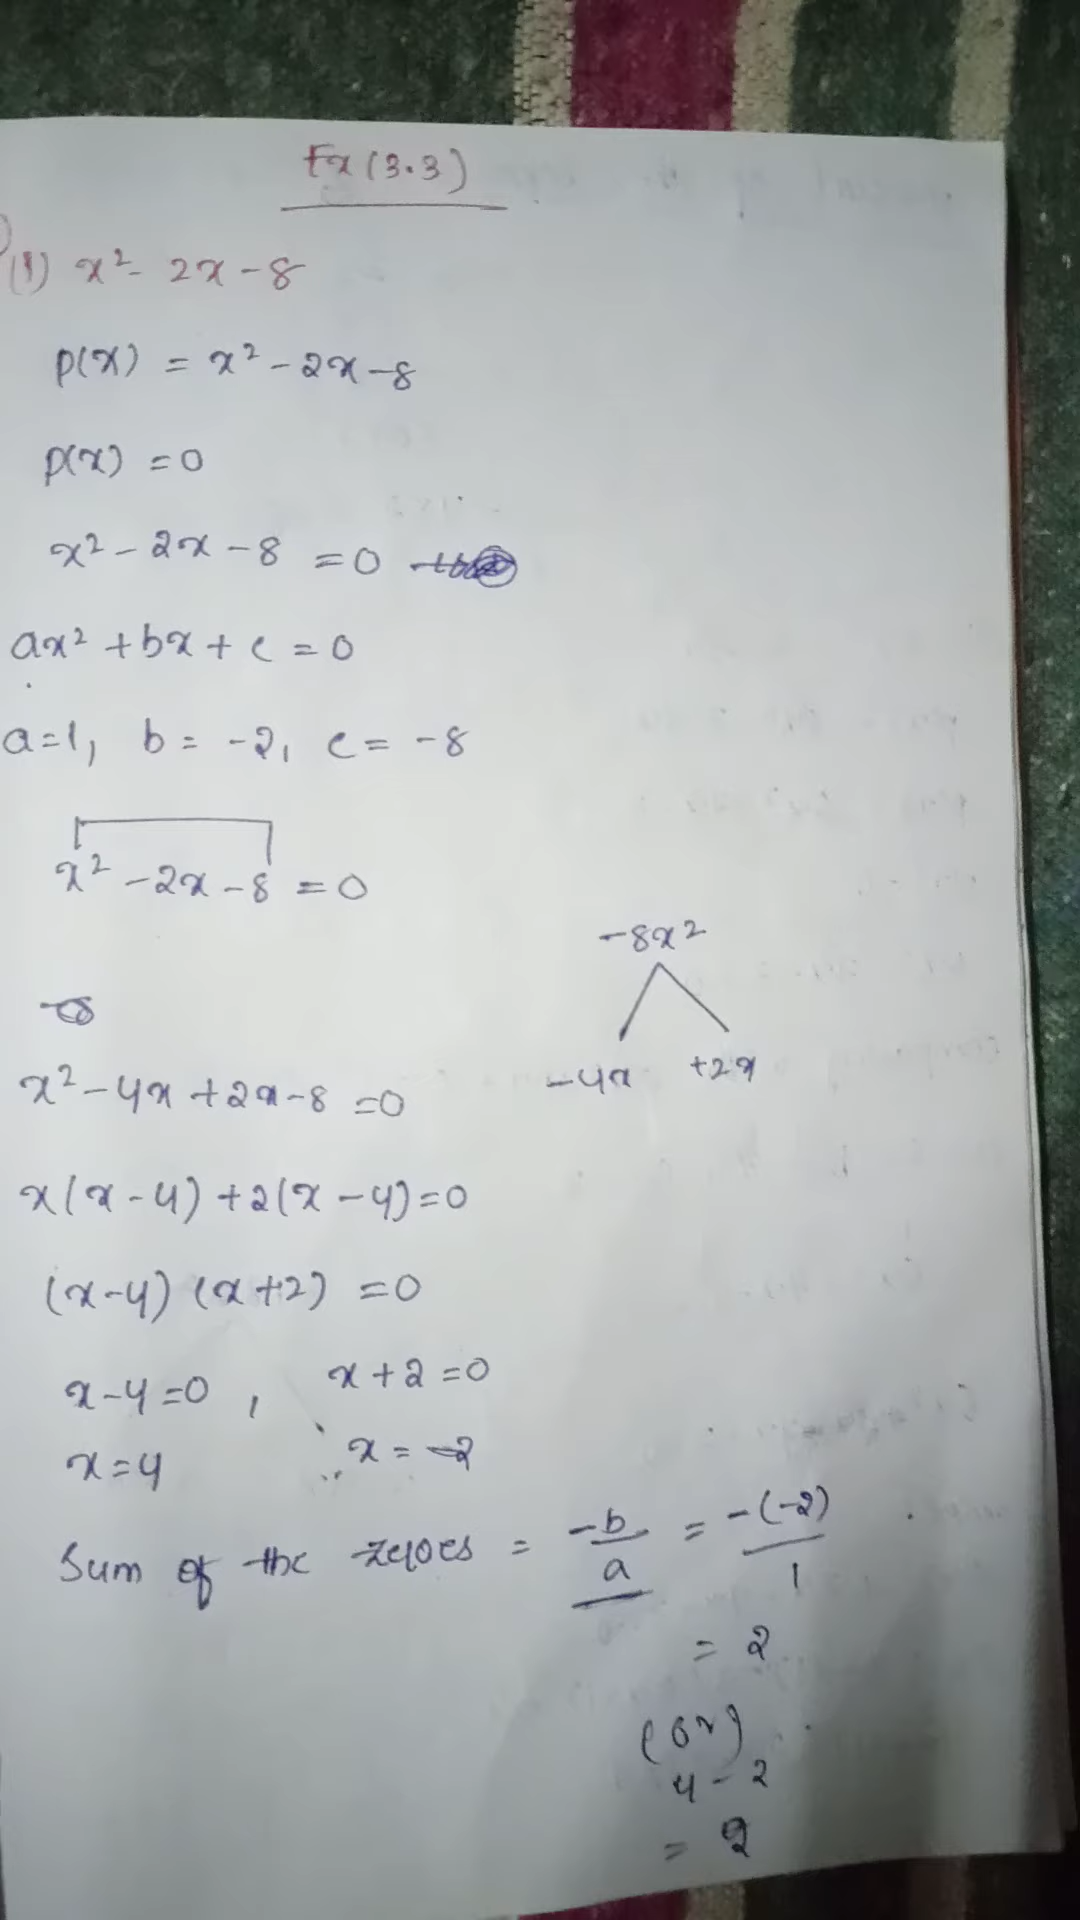 Ex (3.3)
(1) x² - 2x - 8
p(x) = x² - 2x - 8
p(x) = 0
x² - 2x - 8 = 0
ax² + bx + c = 0
a=1, b = -2, c = -8
x² - 2x - 8 = 0
-8x²
-4x +2x
x² - 4x + 2x - 8 = 0
x(x - 4) + 2(x - 4) = 0
(x-4) (x+2) = 0
x-4=0, x+2=0
x=4 x = -2
Sum of the zeroes = -b/a = -(-2)/1
= 2
(or)
4 - 2
= 2